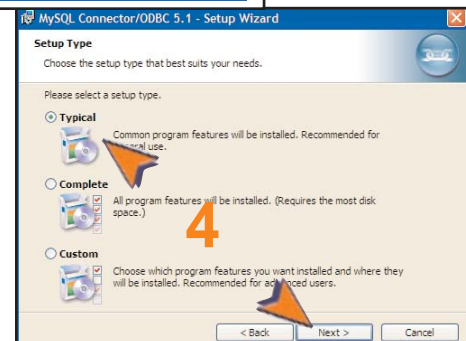 MySQL Connector/ODBC 5.1 - Setup Wizard
Setup Type
Choose the setup type that best suits your needs.
Please select a setup type.
Typical
Common program features will be installed. Recommended for
general use.
Complete
All program features will be installed. (Requires the most disk
space.)
4
Custom
Choose which program features you want installed and where they
will be installed. Recommended for advanced users.
< Back
Next >
Cancel